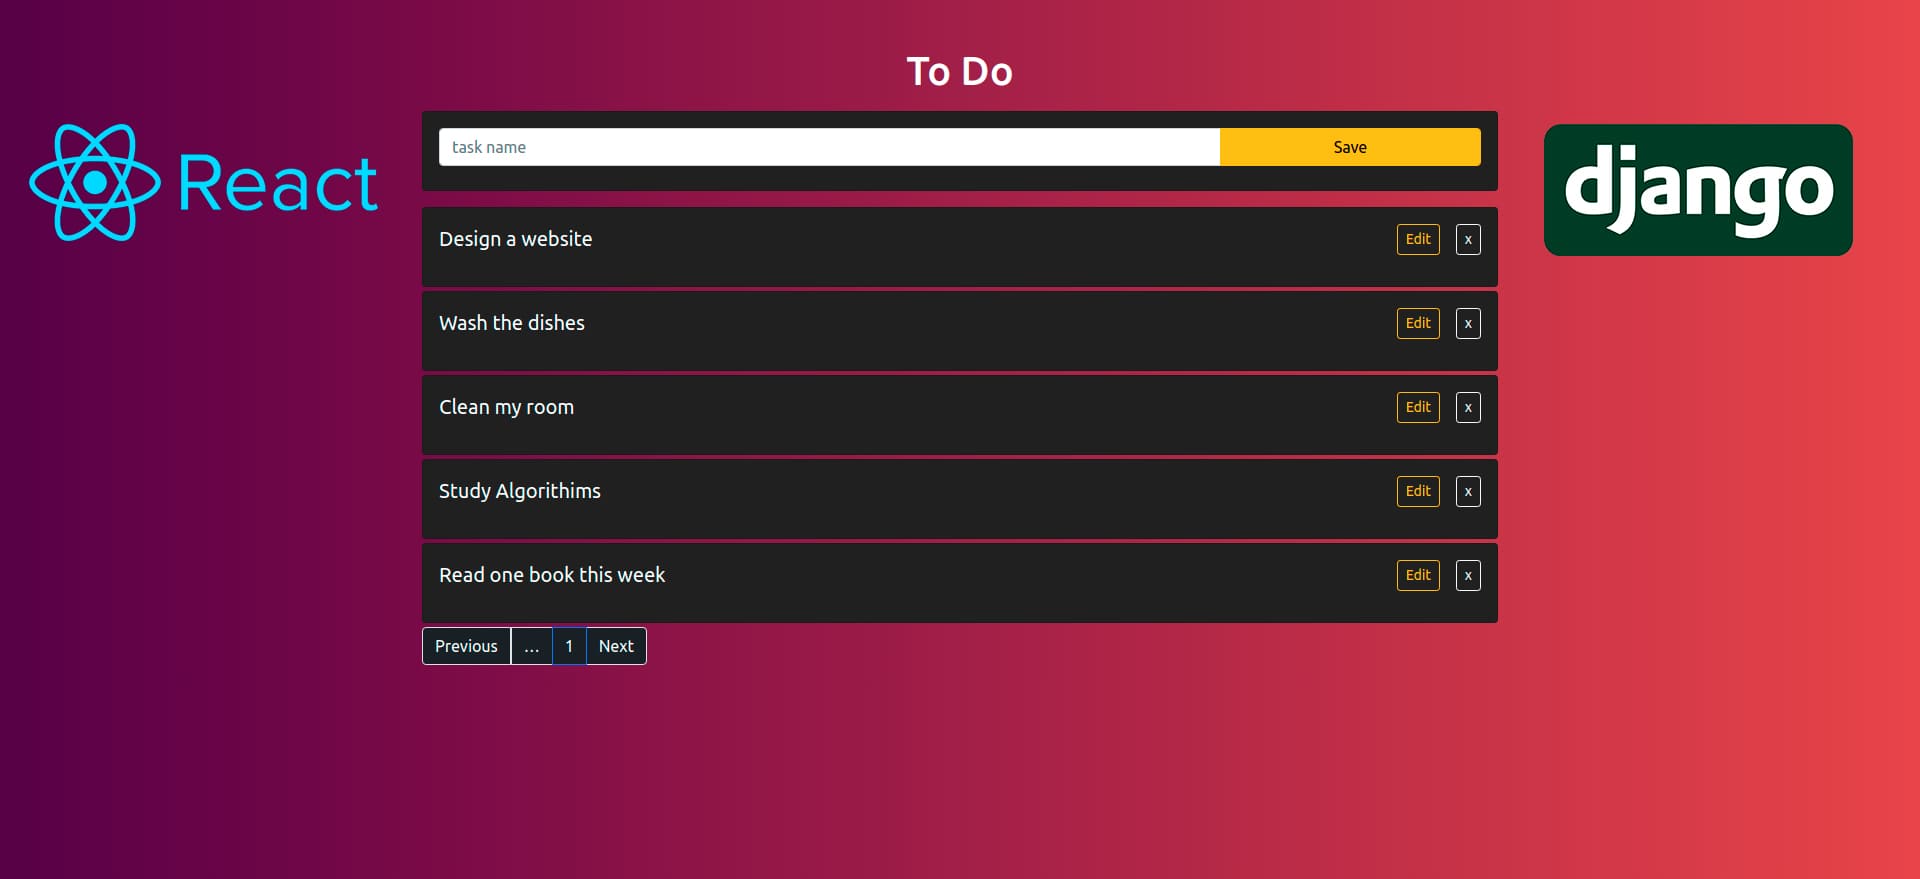 To Do
React
task name Save
django
Design a website Edit x
Wash the dishes Edit x
Clean my room Edit x
Study Algorithims Edit x
Read one book this week Edit x
Previous ... 1 Next